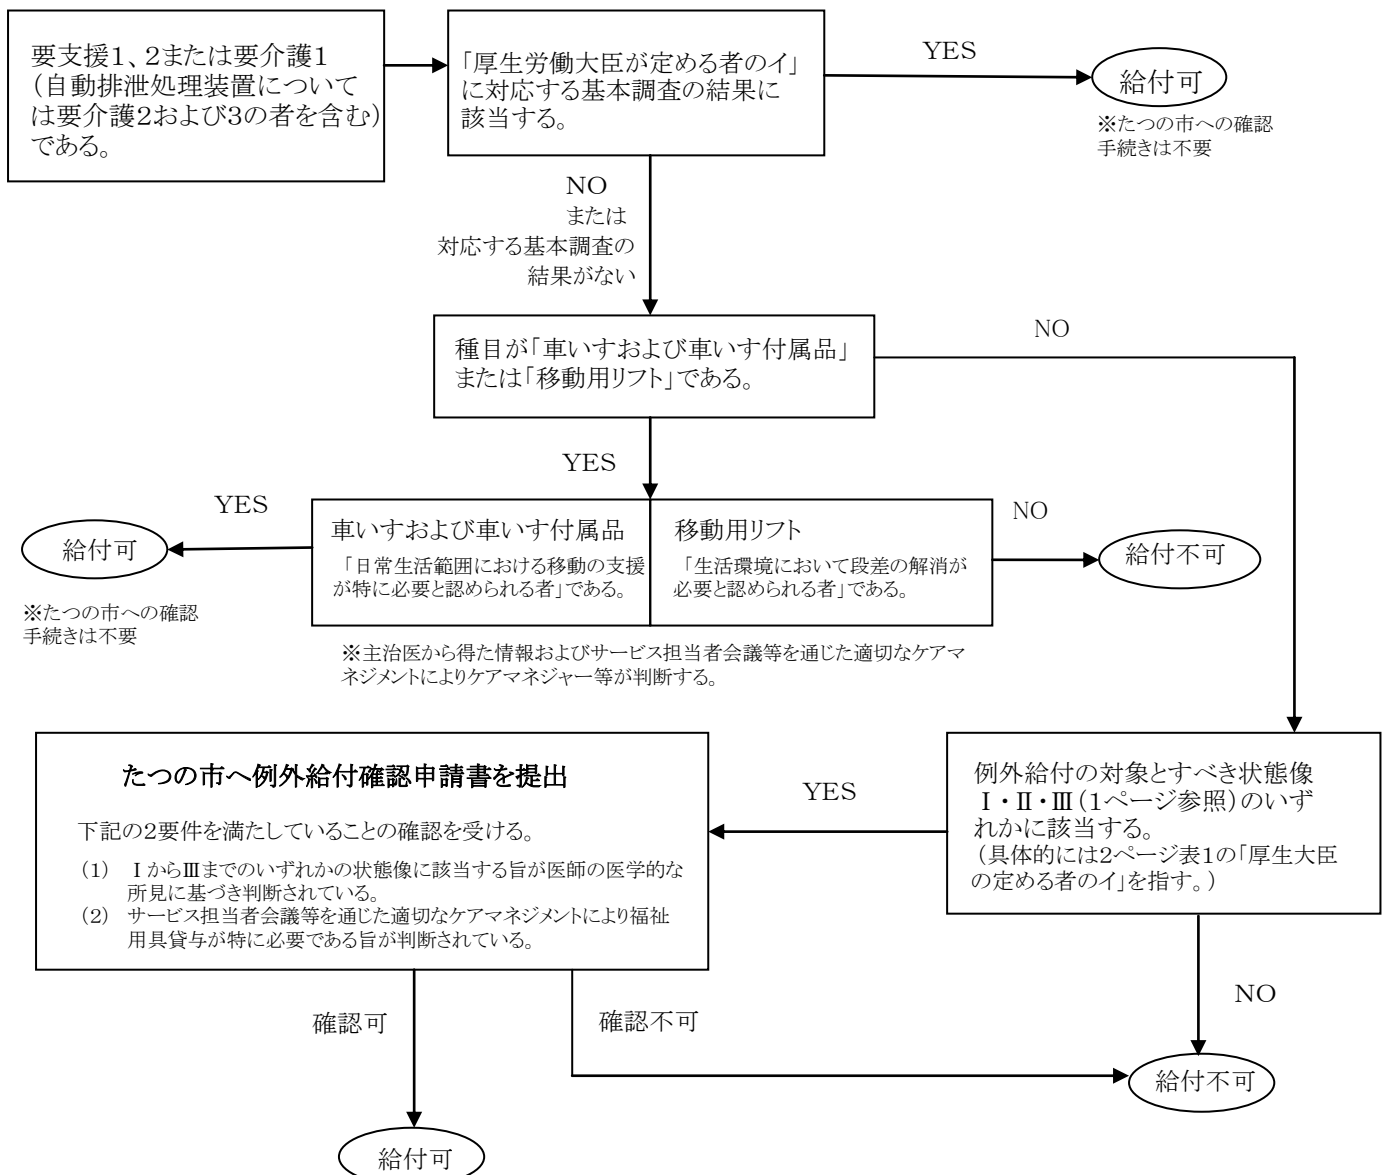 要支援1、2または要介護1
(自動排泄処理装置について
は要介護2および3の者を含む)
である。
「厚生労働大臣が定める者のイ」
に対応する基本調査の結果に
該当する。
YES
給付可
※たつの市への確認
手続きは不要
NO
または
対応する基本調査の
結果がない
種目が「車いすおよび車いす付属品」
または「移動用リフト」である。
NO
YES
YES
給付可
※たつの市への確認
手続きは不要
車いすおよび車いす付属品
「日常生活範囲における移動の支援
が特に必要と認められる者」である。
移動用リフト
「生活環境において段差の解消が
必要と認められる者」である。
NO
給付不可
※主治医から得た情報およびサービス担当者会議等を通じた適切なケアマ
ネジメントによりケアマネジャー等が判断する。
例外給付の対象とすべき状態像
Ⅰ・Ⅱ・Ⅲ(1ページ参照)のいず
れかに該当する。
(具体的には2ページ表1の「厚生大臣
の定める者のイ」を指す。)
YES
たつの市へ例外給付確認申請書を提出
下記の2要件を満たしていることの確認を受ける。
(1) ⅠからⅢまでのいずれかの状態像に該当する旨が医師の医学的な
所見に基づき判断されている。
(2) サービス担当者会議等を通じた適切なケアマネジメントにより福祉
用具貸与が特に必要である旨が判断されている。
NO
確認可
確認不可
給付不可
給付可